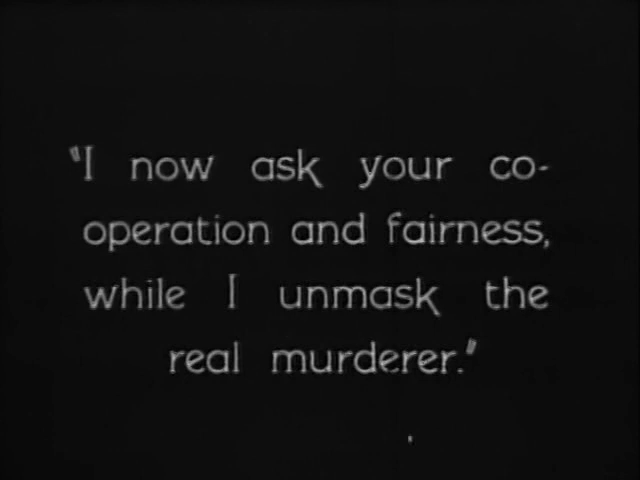 "I now ask your co-
operation and fairness,
while I unmask the
real murderer."